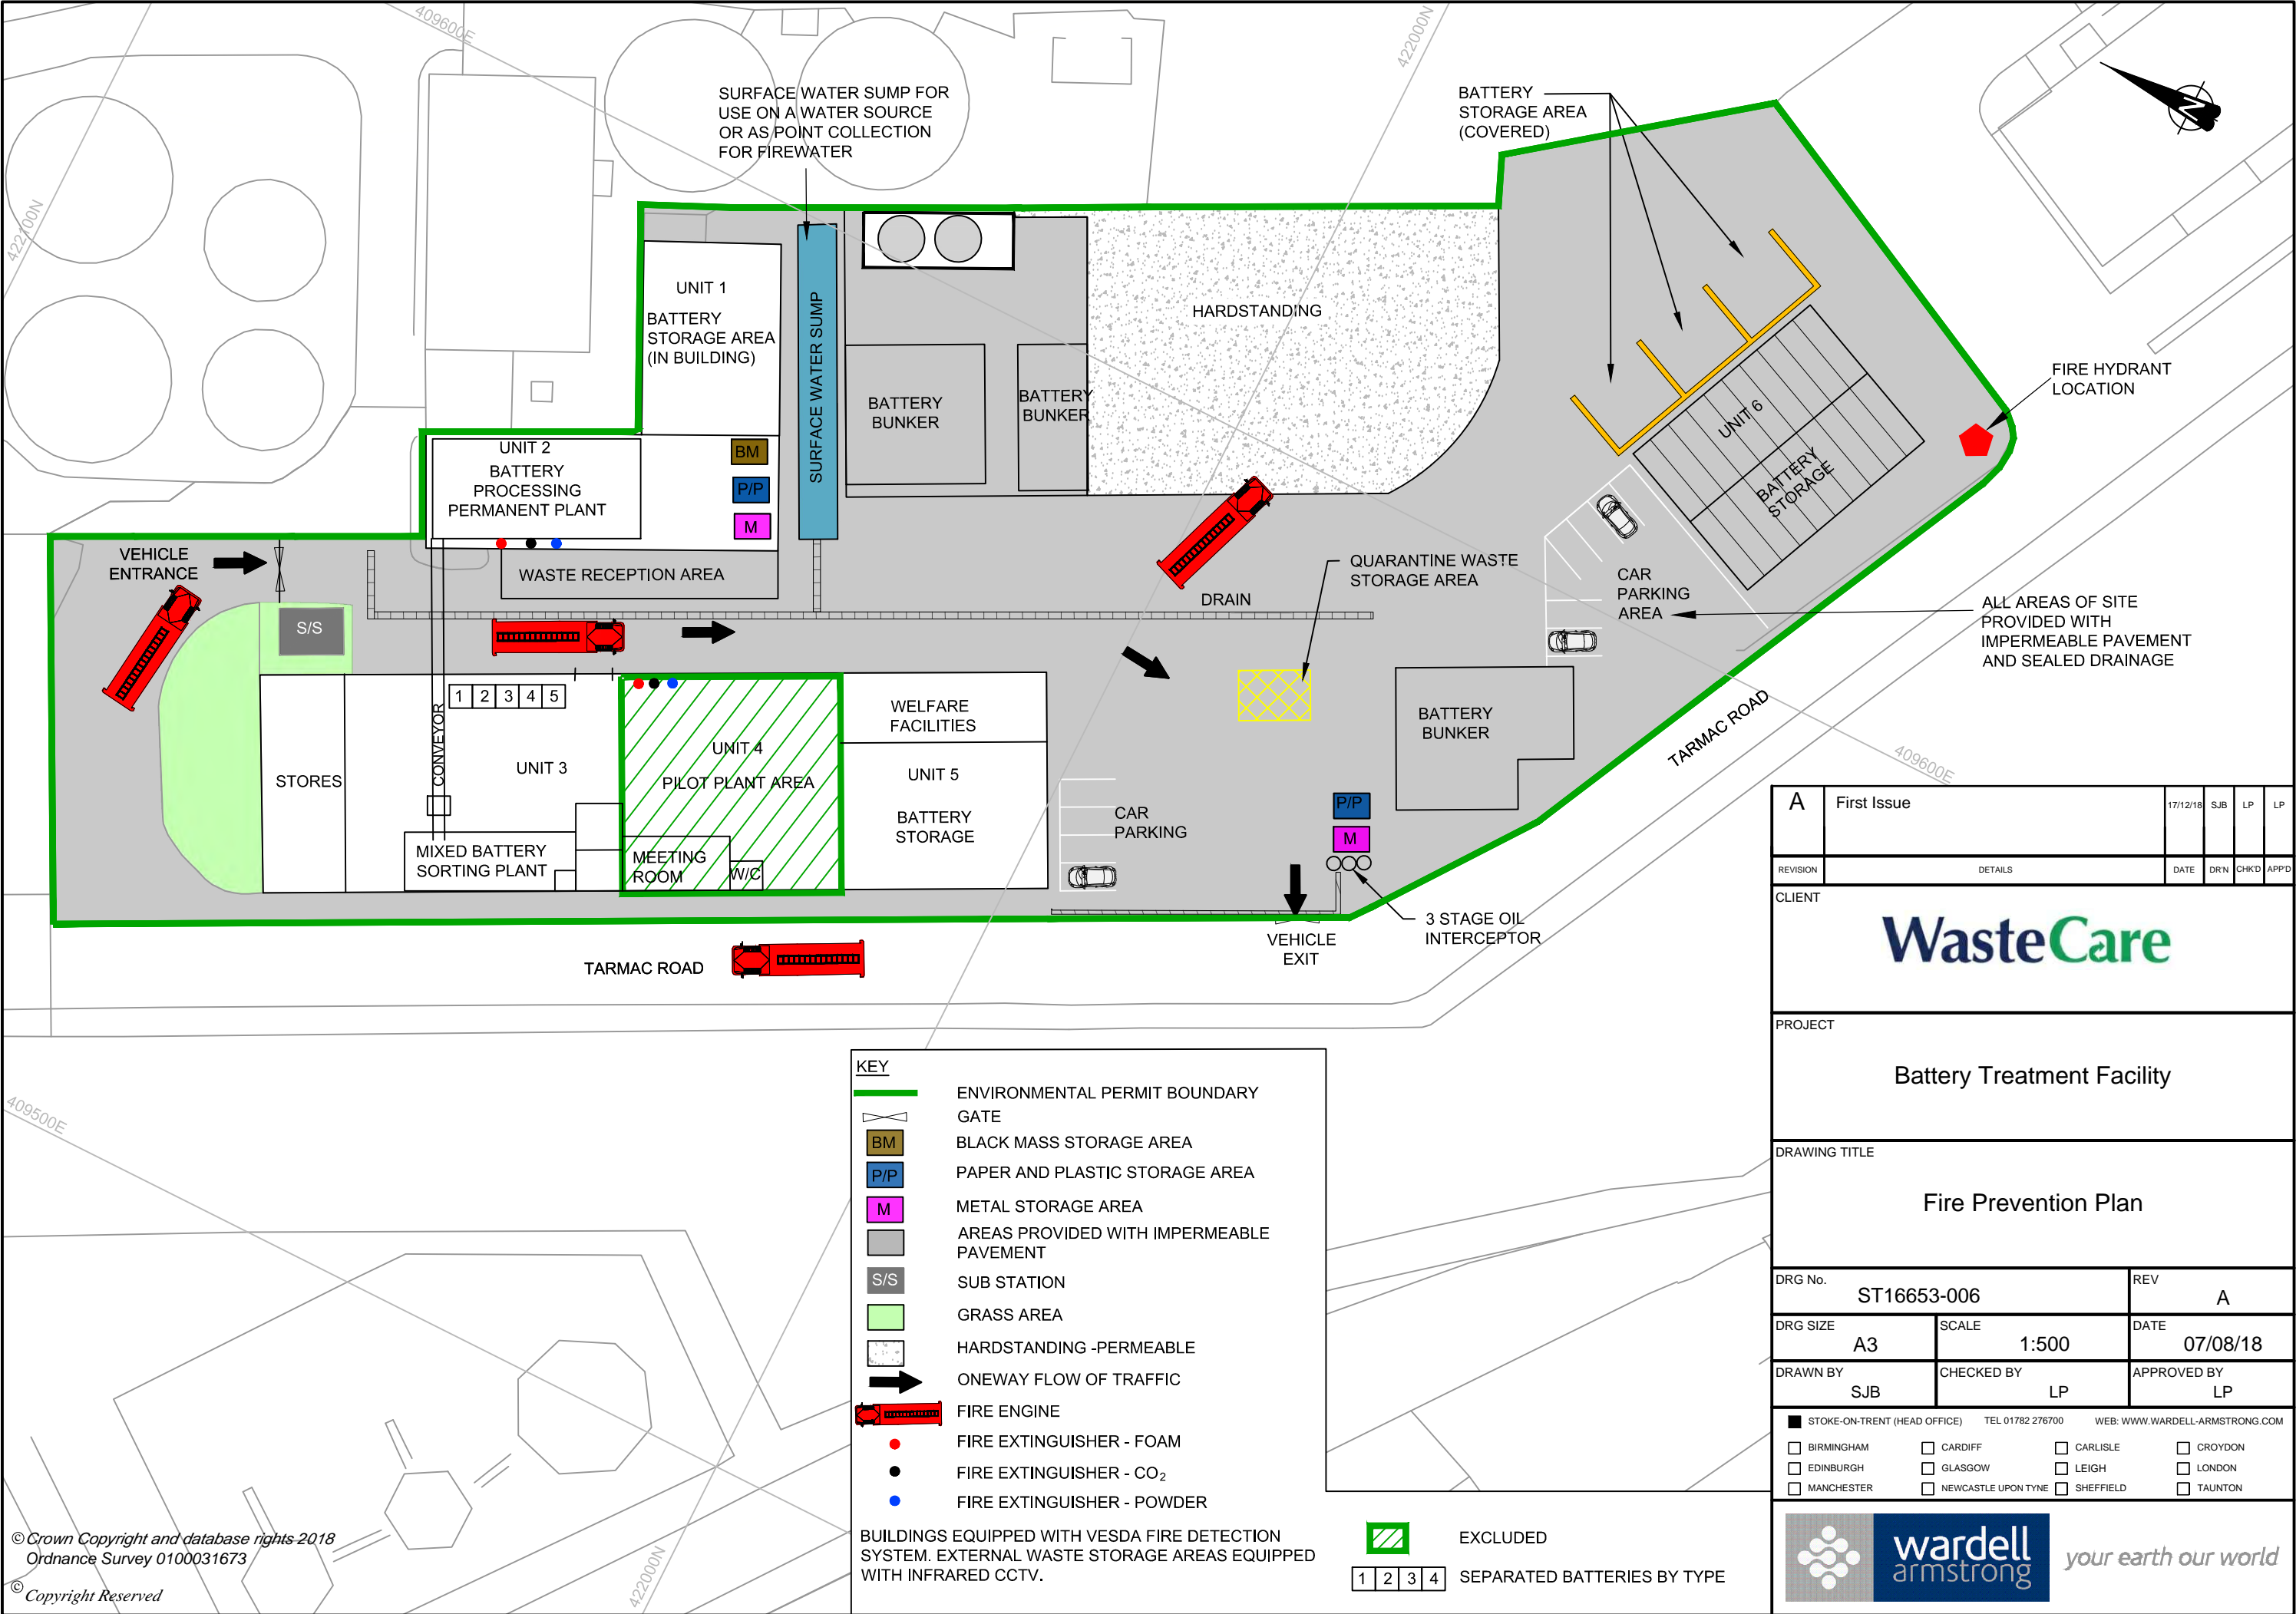 409600E
422000N
422100N
SURFACE WATER SUMP FOR
USE ON A WATER SOURCE
OR AS POINT COLLECTION
FOR FIREWATER
BATTERY
STORAGE AREA
(COVERED)
N
UNIT 1
BATTERY
STORAGE AREA
(IN BUILDING)
SURFACE WATER SUMP
HARDSTANDING
BATTERY
BUNKER
BATTERY
BUNKER
FIRE HYDRANT
LOCATION
UNIT 6
BATTERY
STORAGE
UNIT 2
BATTERY
PROCESSING
PERMANENT PLANT
BM
P/P
M
VEHICLE
ENTRANCE
WASTE RECEPTION AREA
QUARANTINE WASTE
STORAGE AREA
DRAIN
CAR
PARKING
AREA
ALL AREAS OF SITE
PROVIDED WITH
IMPERMEABLE PAVEMENT
AND SEALED DRAINAGE
S/S
1 2 3 4 5
CONVEYOR
STORES
UNIT 3
MIXED BATTERY
SORTING PLANT
UNIT 4
PILOT PLANT AREA
MEETING
ROOM
W/C
WELFARE
FACILITIES
UNIT 5
BATTERY
STORAGE
CAR
PARKING
P/P
M
BATTERY
BUNKER
TARMAC ROAD
409600E
3 STAGE OIL
INTERCEPTOR
VEHICLE
EXIT
TARMAC ROAD
409500E
422000N
KEY
ENVIRONMENTAL PERMIT BOUNDARY
GATE
BM BLACK MASS STORAGE AREA
P/P PAPER AND PLASTIC STORAGE AREA
M METAL STORAGE AREA
AREAS PROVIDED WITH IMPERMEABLE
PAVEMENT
S/S SUB STATION
GRASS AREA
HARDSTANDING -PERMEABLE
ONEWAY FLOW OF TRAFFIC
FIRE ENGINE
FIRE EXTINGUISHER - FOAM
FIRE EXTINGUISHER - CO₂
FIRE EXTINGUISHER - POWDER
BUILDINGS EQUIPPED WITH VESDA FIRE DETECTION
SYSTEM. EXTERNAL WASTE STORAGE AREAS EQUIPPED
WITH INFRARED CCTV.
EXCLUDED
1 2 3 4 SEPARATED BATTERIES BY TYPE
© Crown Copyright and database rights 2018
Ordnance Survey 0100031673
© Copyright Reserved
A First Issue 17/12/18 SJB LP LP
REVISION DETAILS DATE DR'N CHK'D APP'D
CLIENT
WasteCare
PROJECT
Battery Treatment Facility
DRAWING TITLE
Fire Prevention Plan
DRG No. REV
ST16653-006 A
DRG SIZE SCALE DATE
A3 1:500 07/08/18
DRAWN BY CHECKED BY APPROVED BY
SJB LP LP
STOKE-ON-TRENT (HEAD OFFICE) TEL 01782 276700 WEB: WWW.WARDELL-ARMSTRONG.COM
BIRMINGHAM CARDIFF CARLISLE CROYDON
EDINBURGH GLASGOW LEIGH LONDON
MANCHESTER NEWCASTLE UPON TYNE SHEFFIELD TAUNTON
wardell
armstrong
your earth our world